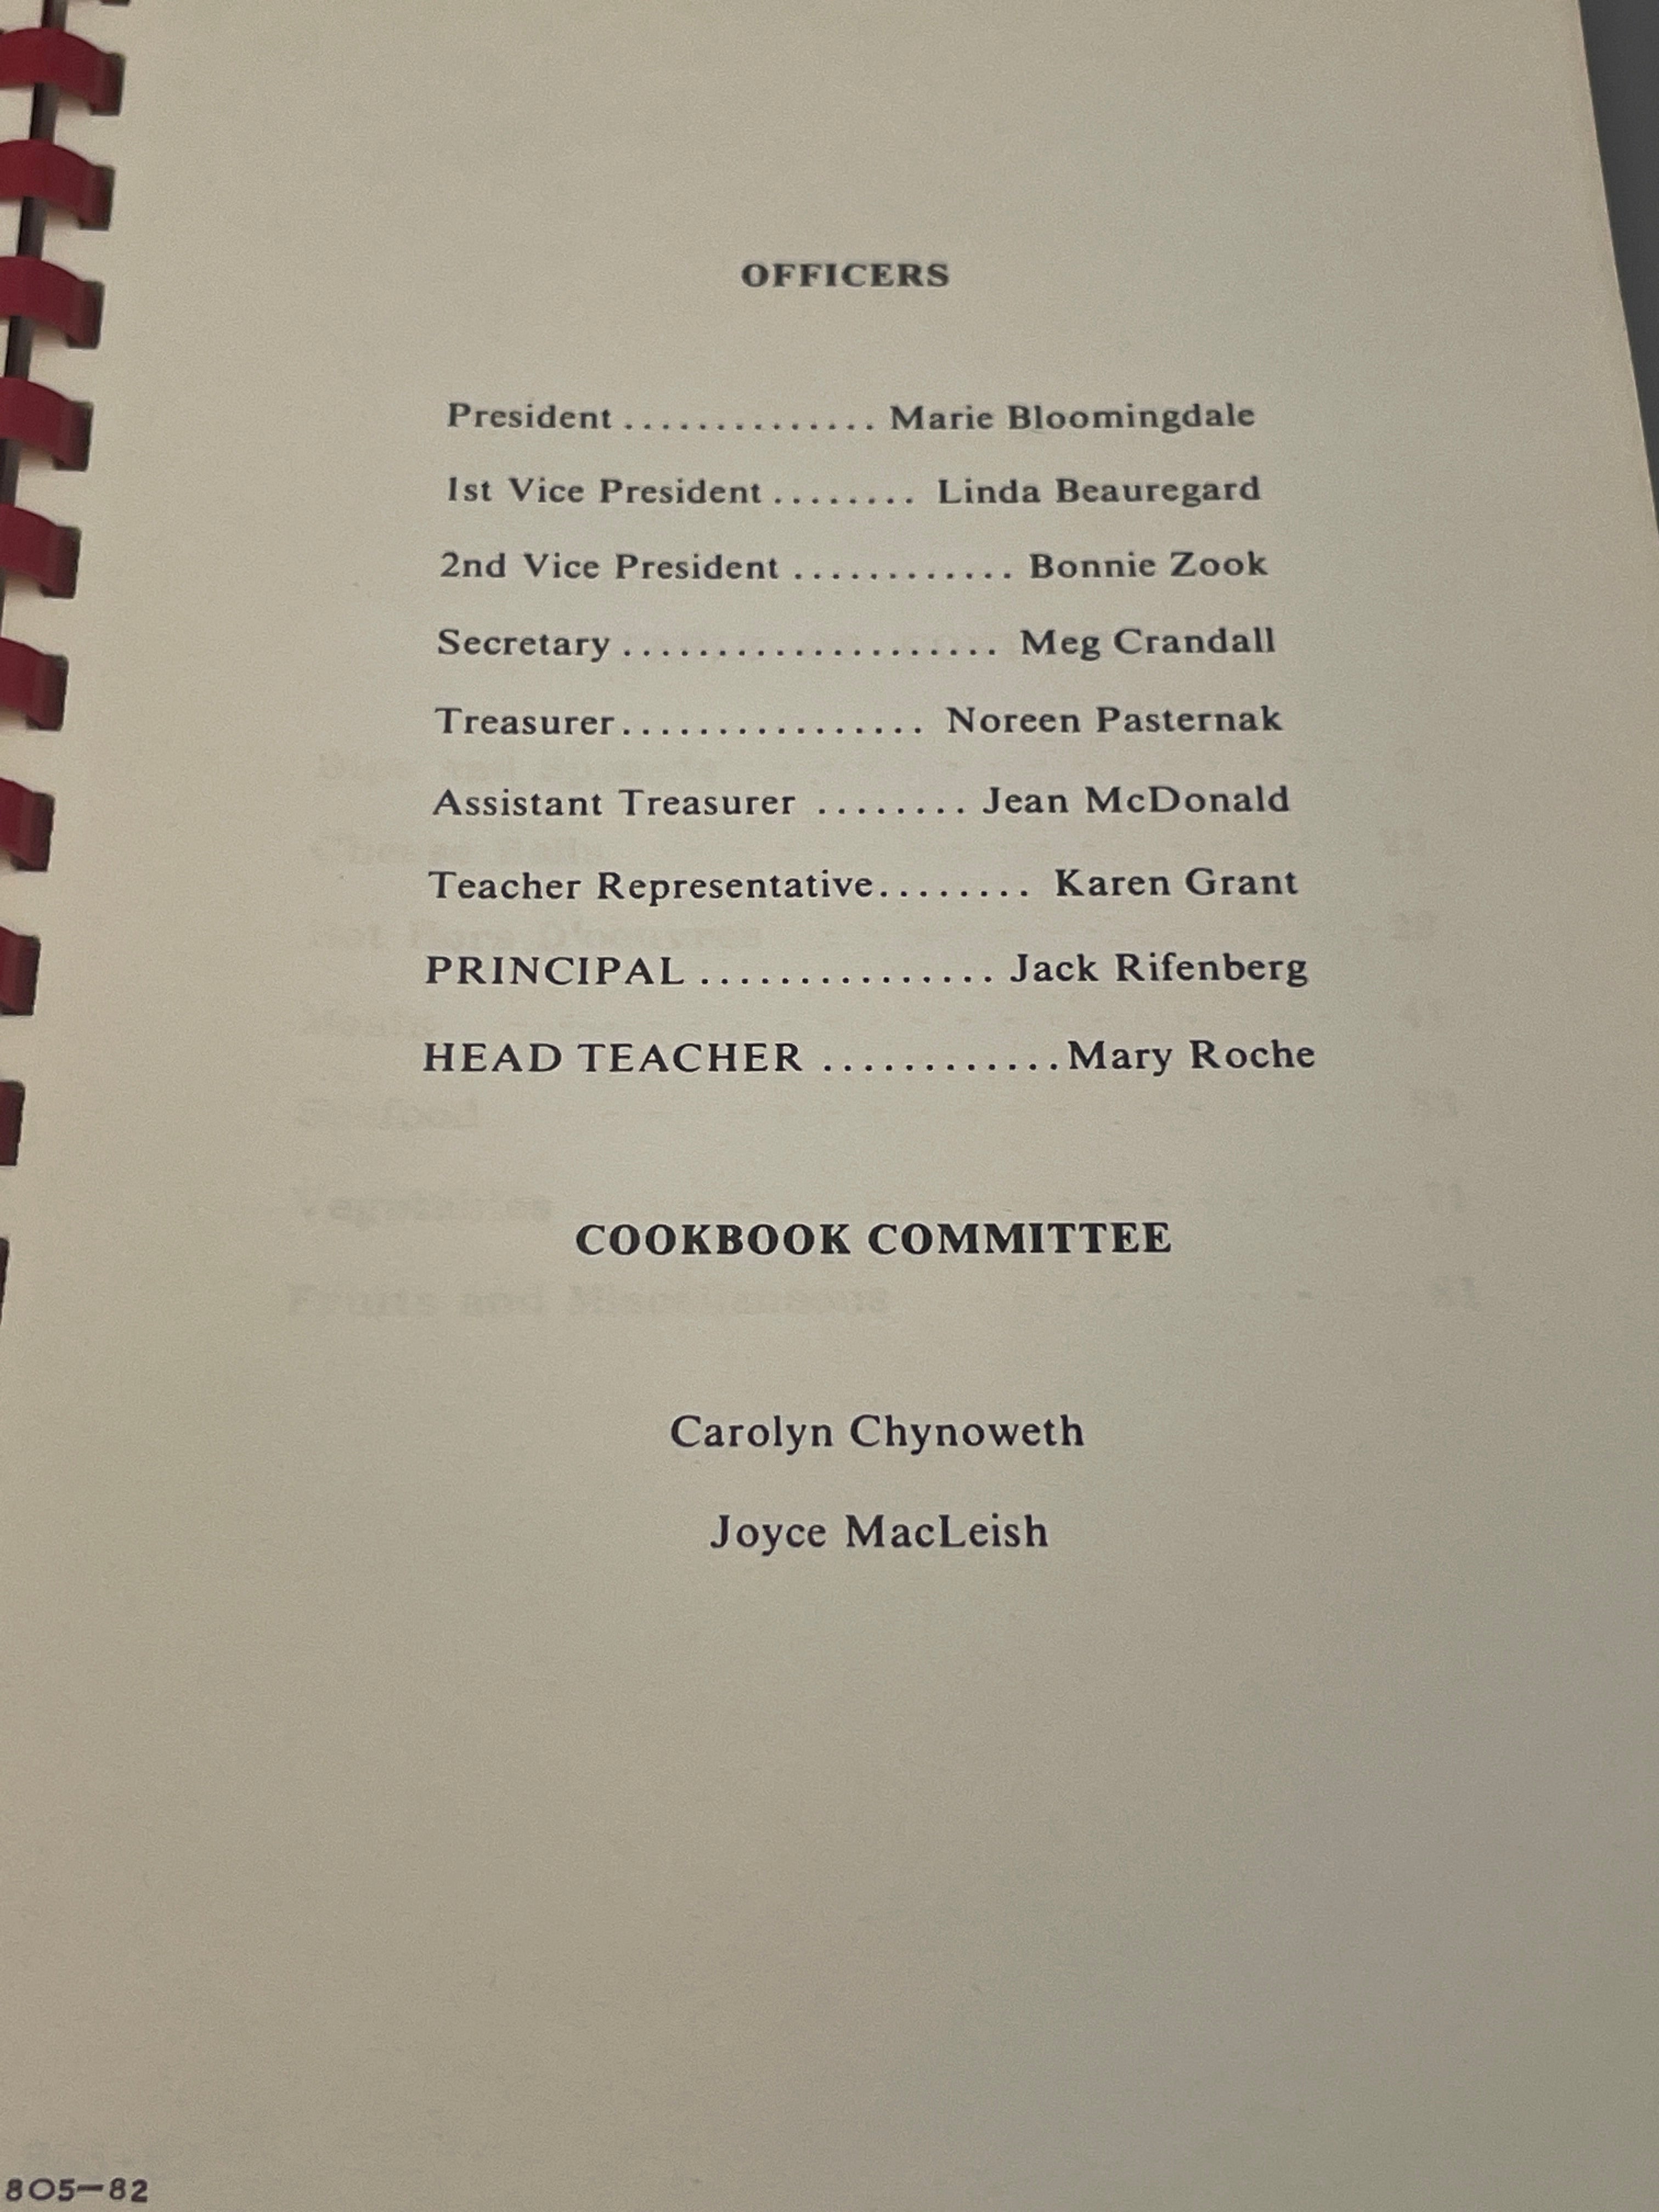 OFFICERS
President .............. Marie Bloomingdale
1st Vice President ........ Linda Beauregard
2nd Vice President ............ Bonnie Zook
Secretary ..................... Meg Crandall
Treasurer................. Noreen Pasternak
Assistant Treasurer ........ Jean McDonald
Teacher Representative........ Karen Grant
PRINCIPAL ............... Jack Rifenberg
HEAD TEACHER ............Mary Roche
COOKBOOK COMMITTEE
Carolyn Chynoweth
Joyce MacLeish
805-82